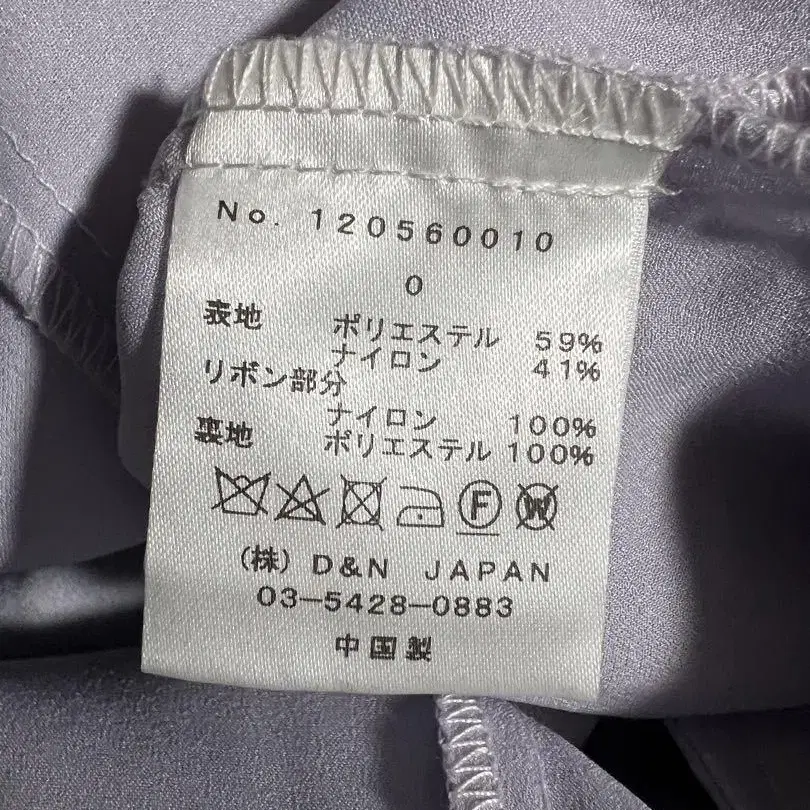 No. 120560010
0
表地 ポリエステル 59%
ナイロン 41%
リボン部分
ナイロン 100%
裏地 ポリエステル 100%
F W
(株) D&N JAPAN
03-5428-0883
中国製